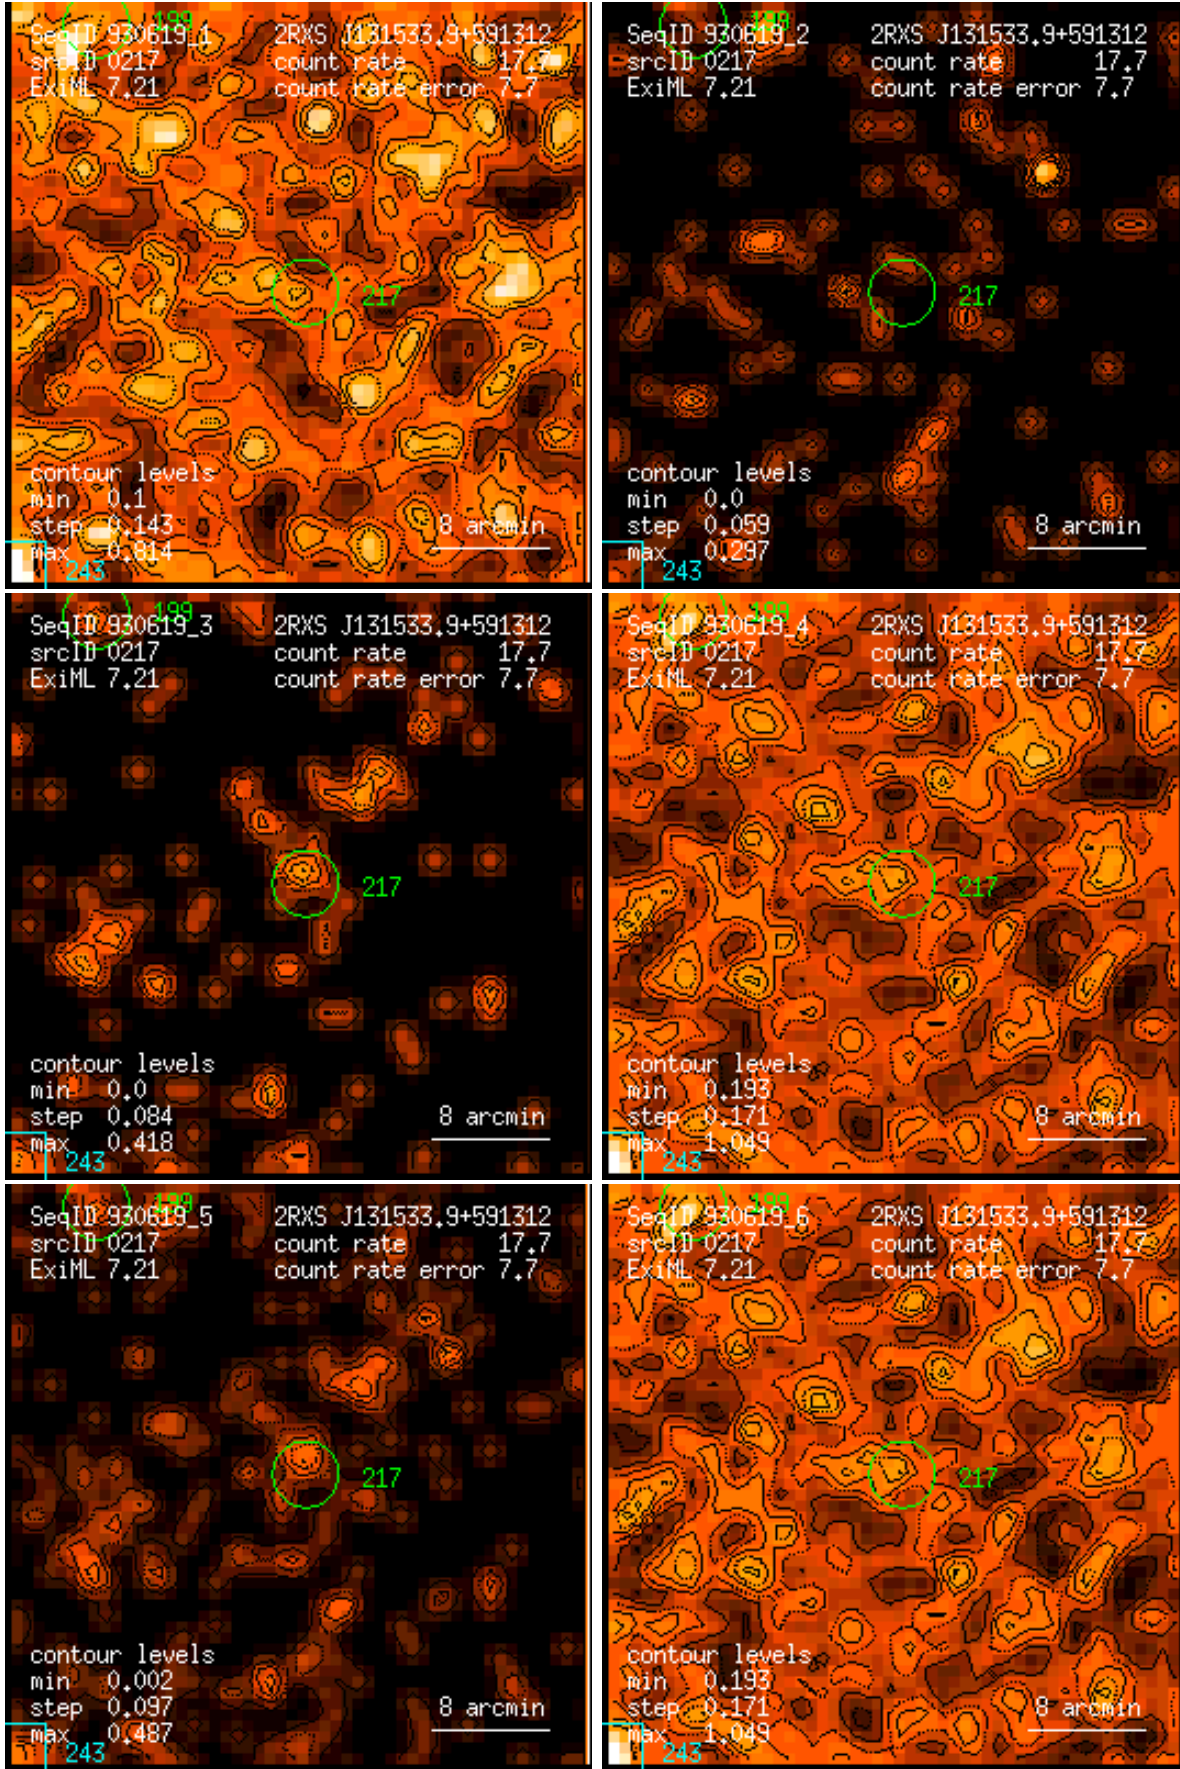 199
SeqID 930619_1 2RXS J131533.9+591312
srcID 0217 count rate 17.7
ExiML 7.21 count rate error 7.7
217
contour levels
min 0.1
step 0.143
max 0.814
8 arcmin
243
199
SeqID 930619_2 2RXS J131533.9+591312
srcID 0217 count rate 17.7
ExiML 7.21 count rate error 7.7
217
contour levels
min 0.0
step 0.059
max 0.297
8 arcmin
243
199
SeqID 930619_3 2RXS J131533.9+591312
srcID 0217 count rate 17.7
ExiML 7.21 count rate error 7.7
217
contour levels
min 0.0
step 0.084
max 0.418
8 arcmin
243
199
SeqID 930619_4 2RXS J131533.9+591312
srcID 0217 count rate 17.7
ExiML 7.21 count rate error 7.7
217
contour levels
min 0.193
step 0.171
max 1.049
8 arcmin
243
199
SeqID 930619_5 2RXS J131533.9+591312
srcID 0217 count rate 17.7
ExiML 7.21 count rate error 7.7
217
contour levels
min 0.002
step 0.097
max 0.487
8 arcmin
243
199
SeqID 930619_6 2RXS J131533.9+591312
srcID 0217 count rate 17.7
ExiML 7.21 count rate error 7.7
217
contour levels
min 0.193
step 0.171
max 1.049
8 arcmin
243